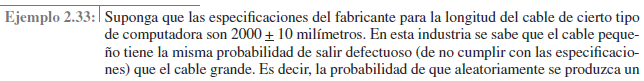 Ejemplo 2.33: Suponga que las especificaciones del fabricante para la longitud del cable de cierto tipo
de computadora son 2000 ± 10 milímetros. En esta industria se sabe que el cable peque-
ño tiene la misma probabilidad de salir defectuoso (de no cumplir con las especificacio-
nes) que el cable grande. Es decir, la probabilidad de que aleatoriamente se produzca un